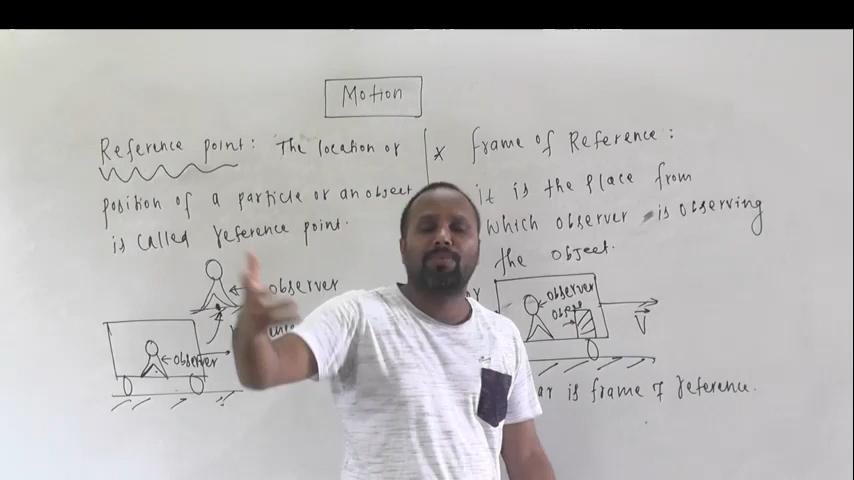 Motion
Reference point: The location or
position of a particle or an object
is called reference point.
observer
observer
* frame of Reference:
it is the place from
which observer is observing
the object.
observer
V
is frame of reference.